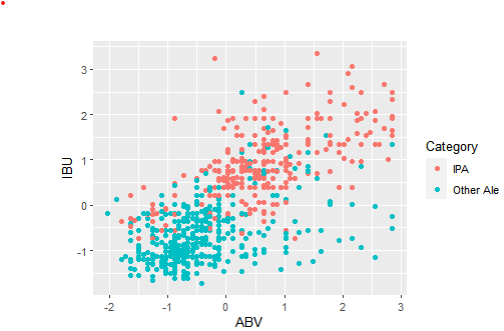 IBU
3
2
1
0
-1
-2 -1 0 1 2 3
ABV
Category
IPA
Other Ale